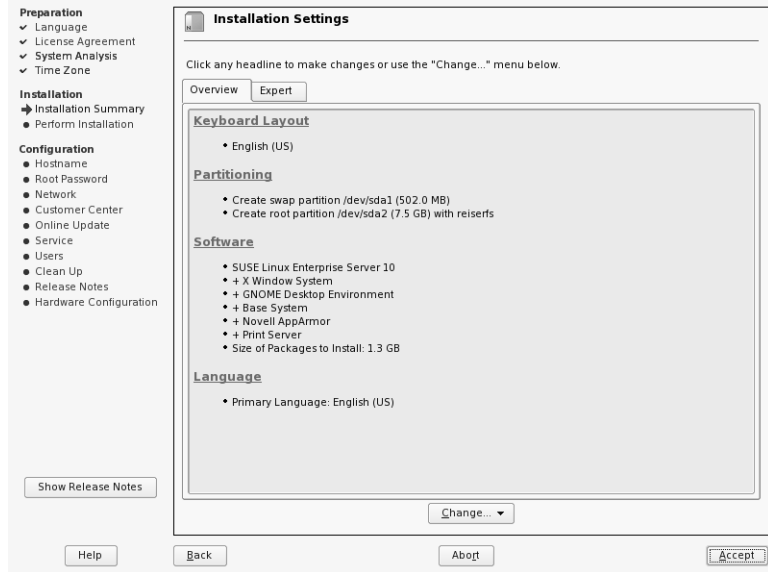 Preparation
Language
License Agreement
System Analysis
Time Zone
Installation
Installation Summary
Perform Installation
Configuration
Hostname
Root Password
Network
Customer Center
Online Update
Service
Users
Clean Up
Release Notes
Hardware Configuration
Show Release Notes
Help
Installation Settings
Click any headline to make changes or use the "Change..." menu below.
Overview Expert
Keyboard Layout
• English (US)
Partitioning
• Create swap partition /dev/sda1 (502.0 MB)
• Create root partition /dev/sda2 (7.5 GB) with reiserfs
Software
• SUSE Linux Enterprise Server 10
• + X Window System
• + GNOME Desktop Environment
• + Base System
• + Novell AppArmor
• + Print Server
• Size of Packages to Install: 1.3 GB
Language
• Primary Language: English (US)
Change...
Back Abort Accept